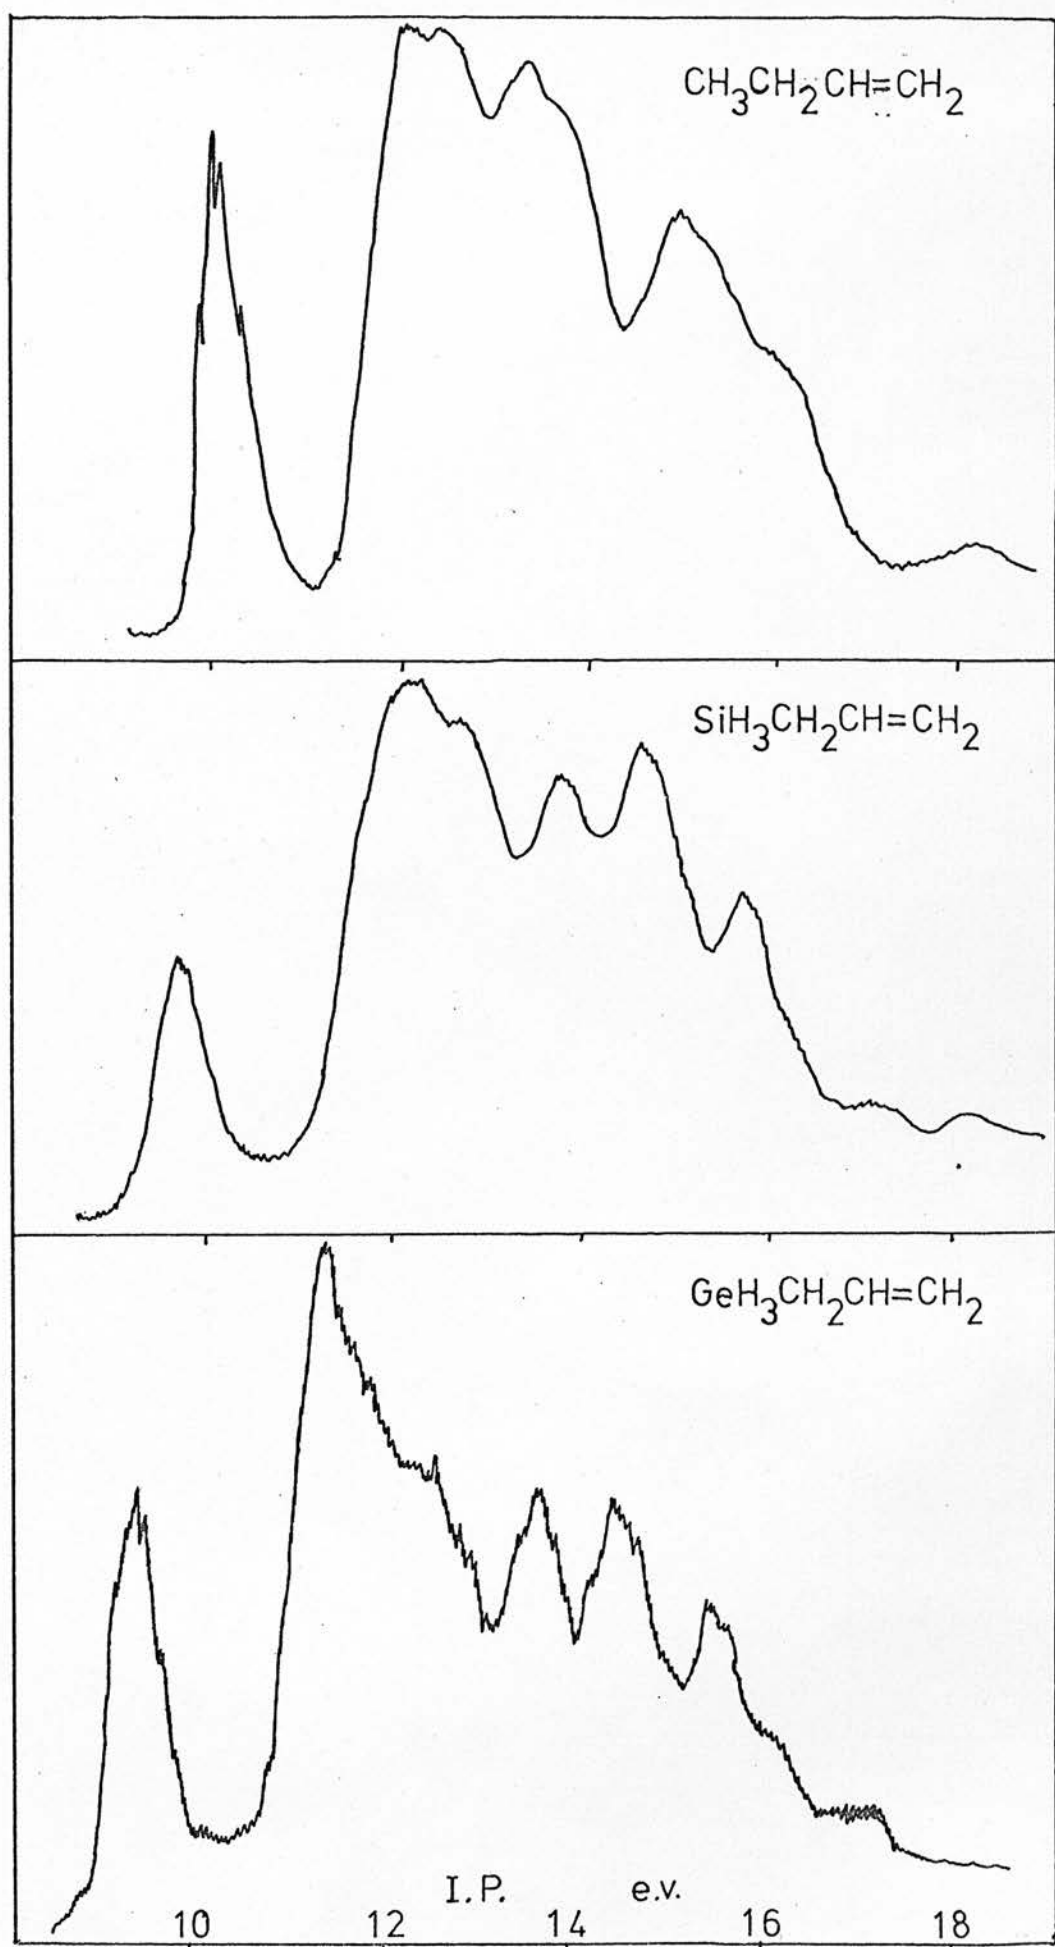 CH₃CH₂CH=CH₂
SiH₃CH₂CH=CH₂
GeH₃CH₂CH=CH₂
I.P. e.v.
10 12 14 16 18